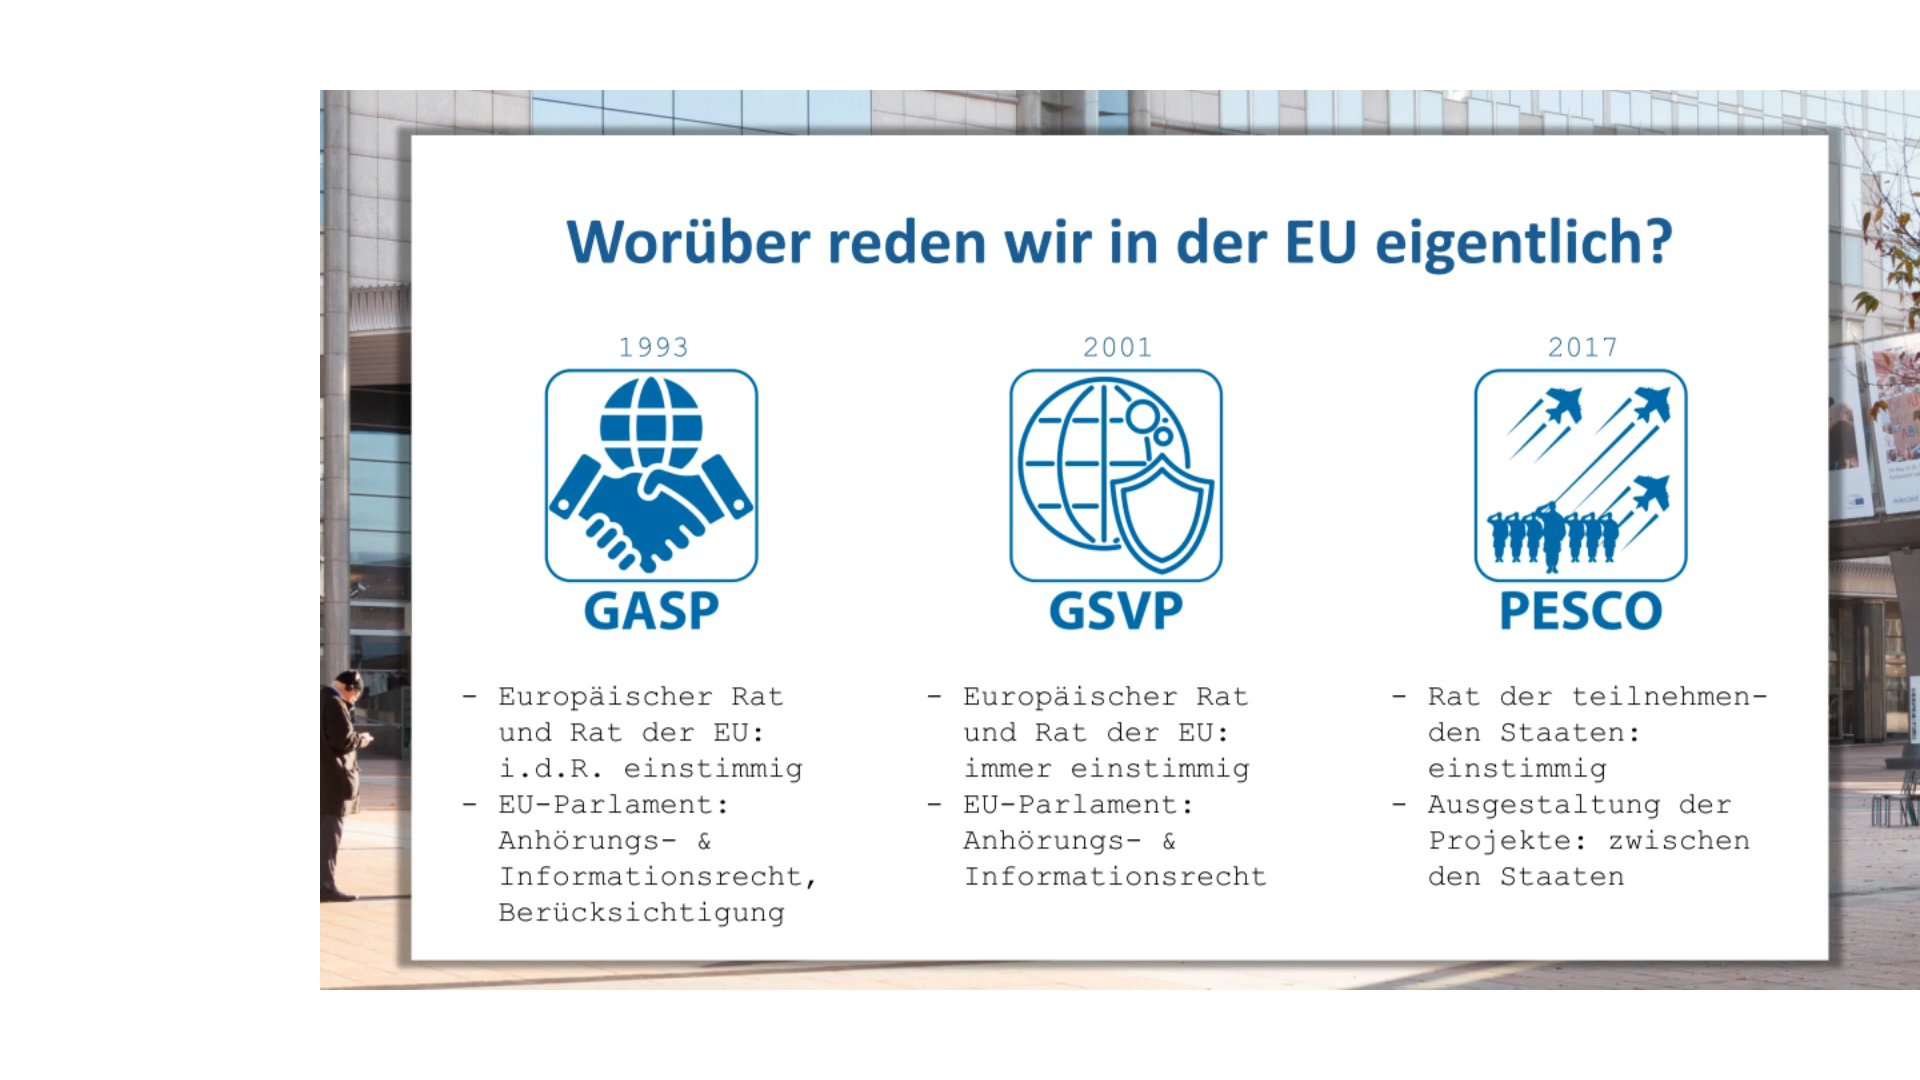 Worüber reden wir in der EU eigentlich?
1993
GASP
- Europäischer Rat
und Rat der EU:
i.d.R. einstimmig
- EU-Parlament:
Anhörungs- &
Informationsrecht,
Berücksichtigung
2001
GSVP
- Europäischer Rat
und Rat der EU:
immer einstimmig
- EU-Parlament:
Anhörungs- &
Informationsrecht
2017
PESCO
- Rat der teilnehmen-
den Staaten:
einstimmig
- Ausgestaltung der
Projekte: zwischen
den Staaten